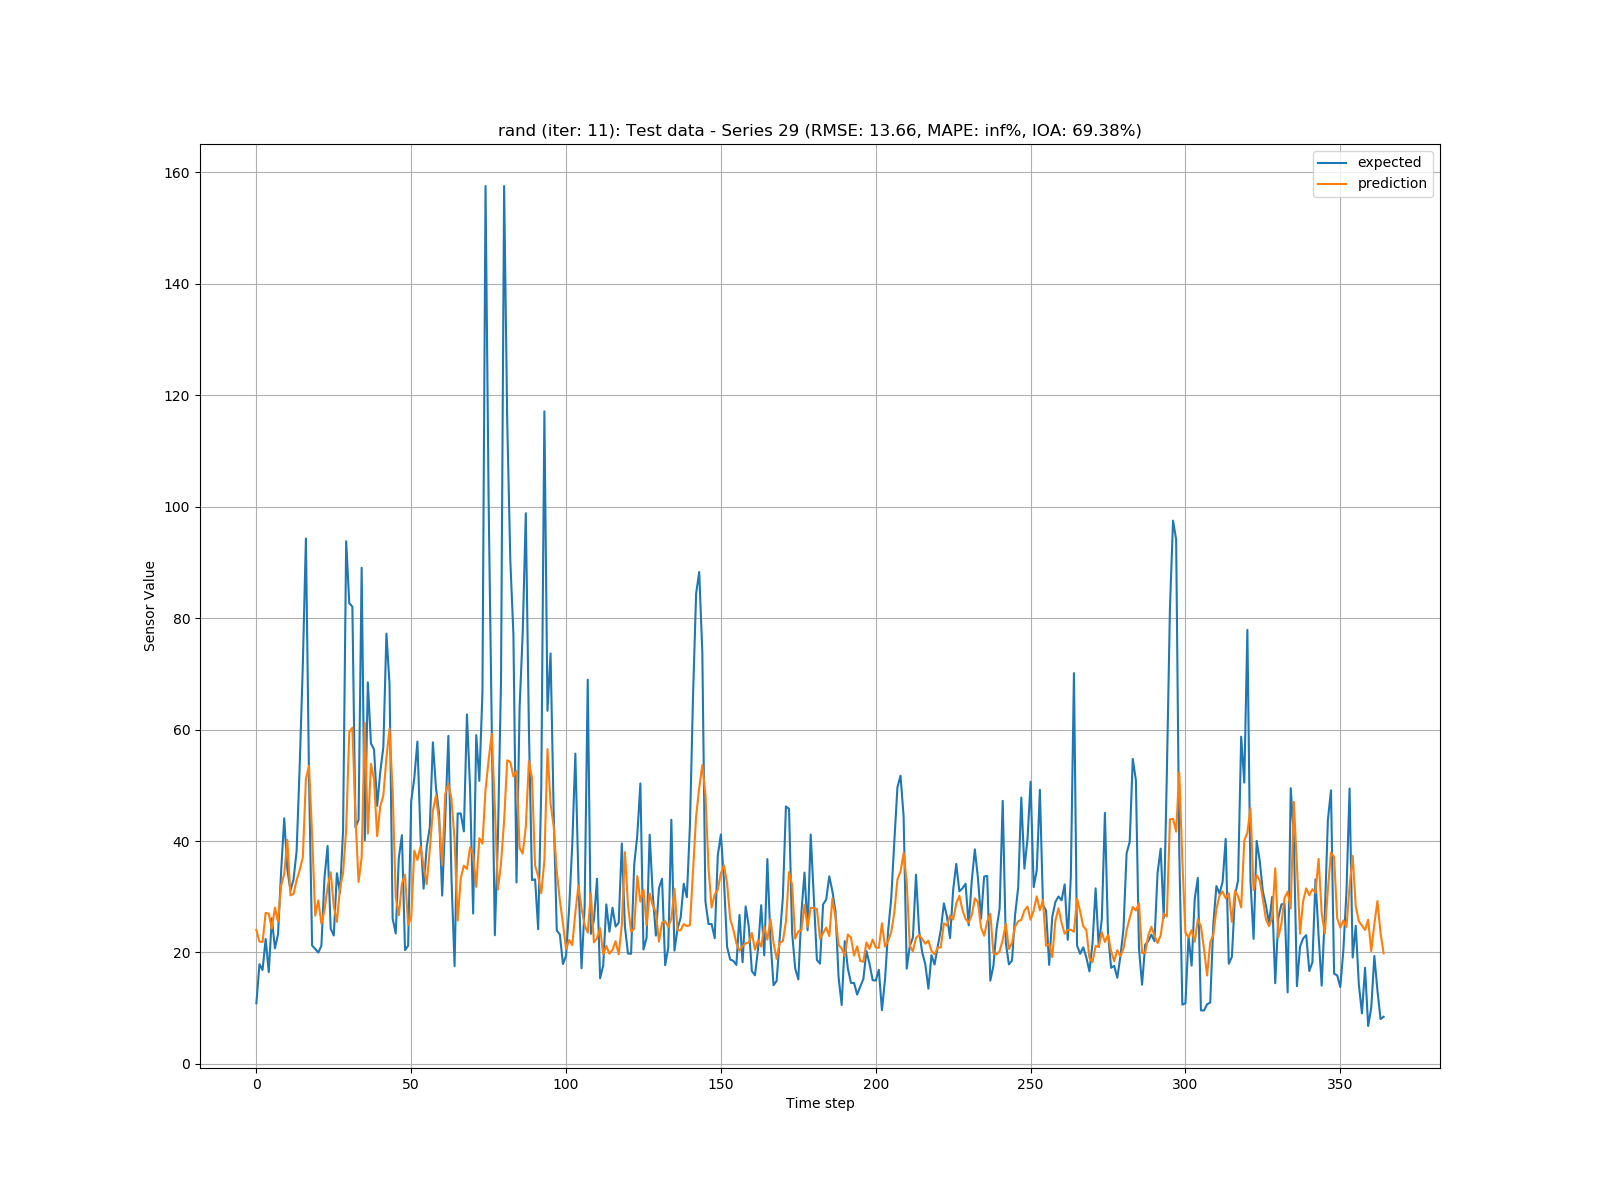 rand (iter: 11): Test data - Series 29 (RMSE: 13.66, MAPE: inf%, IOA: 69.38%)
expected
prediction
160
140
120
100
80
60
40
20
0
Sensor Value
0 50 100 150 200 250 300 350
Time step